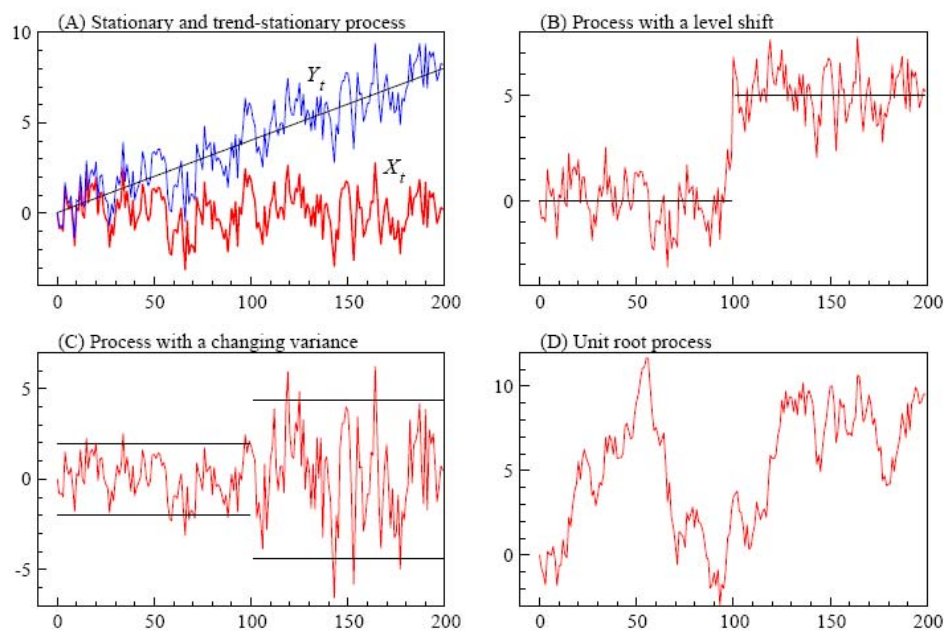 (A) Stationary and trend-stationary process
10
5
0
Y_t
X_t
0 50 100 150 200
(B) Process with a level shift
5
0
0 50 100 150 200
(C) Process with a changing variance
5
0
-5
0 50 100 150 200
(D) Unit root process
10
5
0
0 50 100 150 200